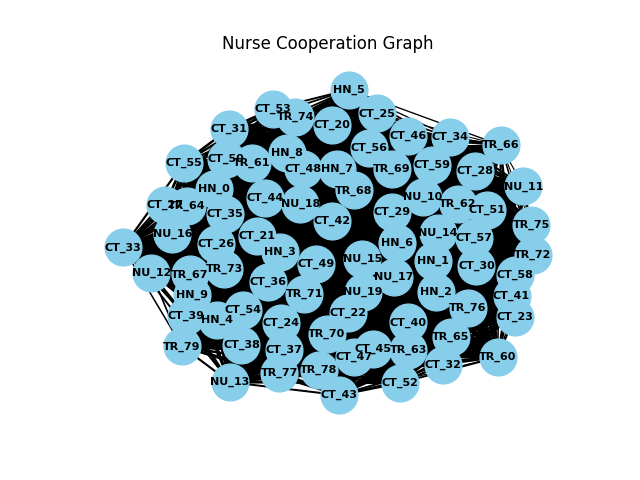 Nurse Cooperation Graph
HN_5
CT_53
TR_74
CT_25
CT_20
CT_31
CT_46
CT_34
TR_66
CT_56
HN_8
CT_55
TR_61
CT_48
HN_7
TR_69
CT_59
CT_28
NU_11
HN_0
TR_68
CT_44
NU_18
NU_10
TR_62
CT_51
TR_64
CT_35
CT_29
CT_42
TR_75
NU_16
CT_21
NU_14
CT_57
CT_26
HN_6
CT_33
HN_3
TR_72
NU_15
HN_1
CT_49
CT_30
TR_73
NU_12
TR_67
CT_58
NU_17
CT_36
HN_9
TR_71
NU_19
HN_2
CT_41
TR_76
CT_54
CT_22
CT_39
HN_4
CT_24
CT_40
CT_23
TR_70
TR_65
TR_79
CT_38
CT_37
CT_45
TR_63
CT_47
TR_60
CT_32
TR_78
TR_77
NU_13
CT_52
CT_43